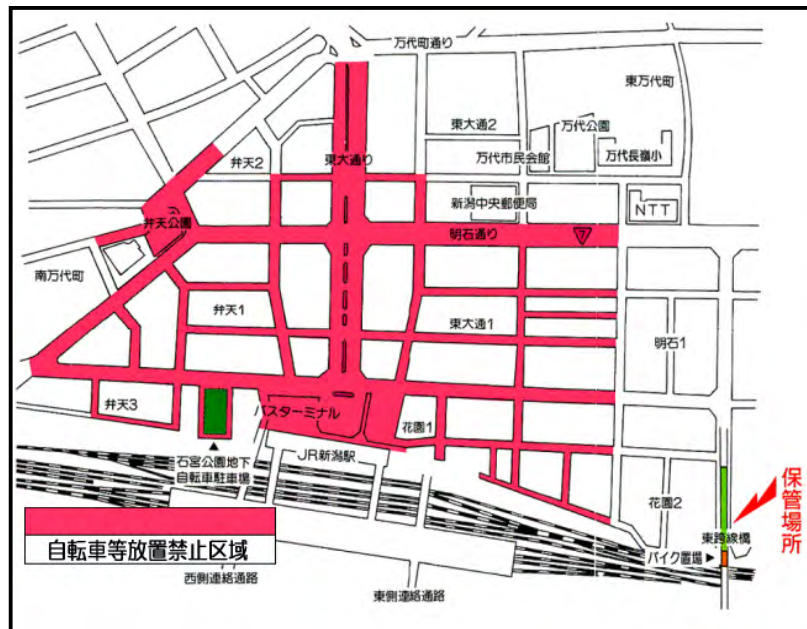 万代町通り
東万代町
東大通2
万代公園
弁天2
東大通り
万代市民会館
万代長嶺小
新潟中央郵便局
NTT
弁天公園
明石通り
7
南万代町
弁天1
東大通1
明石1
弁天3
バスターミナル
花園1
石宮公園地下
自転車駐車場
JR新潟駅
花園2
保管場所
自転車等放置禁止区域
東跨線橋
バイク置場
西側連絡通路
東側連絡通路